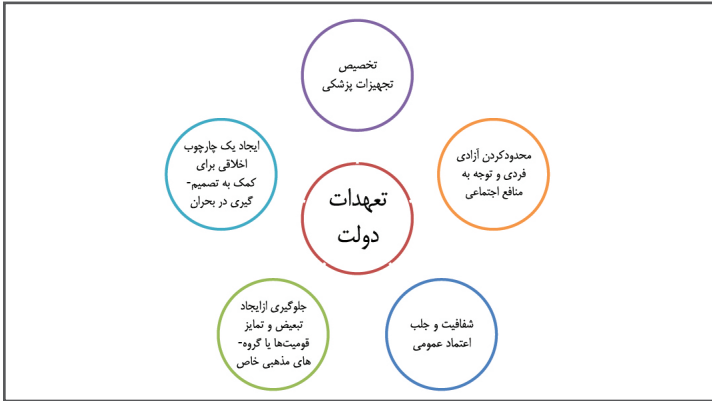 تخصیص
تجهیزات پزشکی
محدودکردن آزادی
فردی و توجه به
منافع اجتماعی
ایجاد یک چارچوب
اخلاقی برای
کمک به تصمیم-
گیری در بحران
تعهدات
دولت
شفافیت و جلب
اعتماد عمومی
جلوگیری ازایجاد
تبعیض و تمایز
قومیت‌ها یا گروه-
های مذهبی خاص